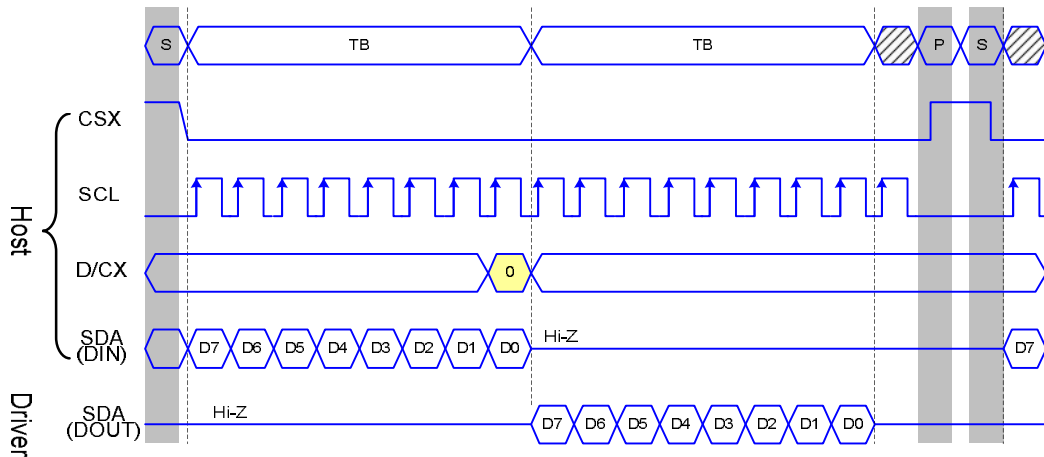 S TB TB P S
CSX
SCL
D/CX 0
SDA
(DIN) D7 D6 D5 D4 D3 D2 D1 D0 Hi-Z D7
SDA
(DOUT) Hi-Z D7 D6 D5 D4 D3 D2 D1 D0
Host
Driver